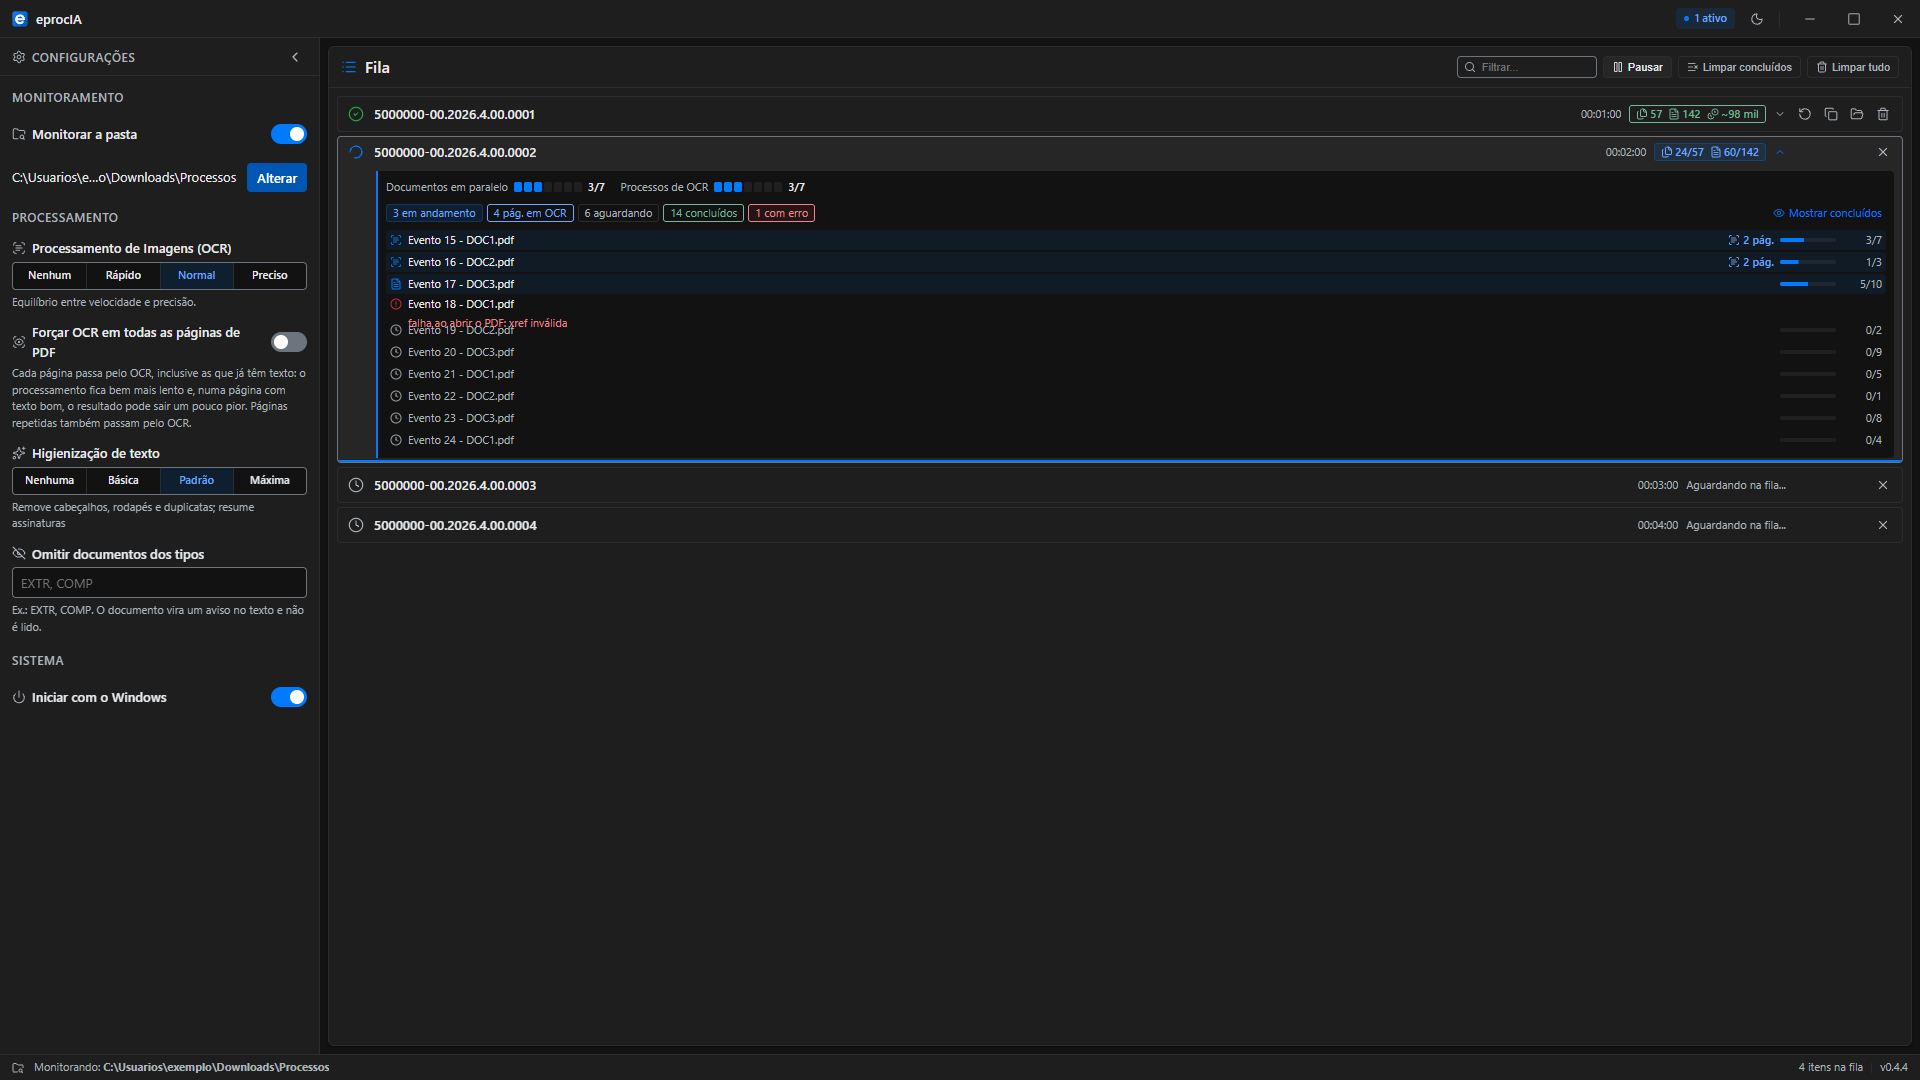 eprocIA
1 ativo
CONFIGURAÇÕES
MONITORAMENTO
Monitorar a pasta
C:\Usuarios\e...o\Downloads\Processos
Alterar
PROCESSAMENTO
Processamento de Imagens (OCR)
Nenhum Rápido Normal Preciso
Equilíbrio entre velocidade e precisão.
Forçar OCR em todas as páginas de
PDF
Cada página passa pelo OCR, inclusive as que já têm texto: o
processamento fica bem mais lento e, numa página com
texto bom, o resultado pode sair um pouco pior. Páginas
repetidas também passam pelo OCR.
Higienização de texto
Nenhuma Básica Padrão Máxima
Remove cabeçalhos, rodapés e duplicatas; resume
assinaturas
Omitir documentos dos tipos
EXTR, COMP
Ex.: EXTR, COMP. O documento vira um aviso no texto e não
é lido.
SISTEMA
Iniciar com o Windows
Fila
Filtrar...
Pausar
Limpar concluídos
Limpar tudo
5000000-00.2026.4.00.0001
00:01:00 57 142 ~98 mil
5000000-00.2026.4.00.0002
00:02:00 24/57 60/142
Documentos em paralelo 3/7 Processos de OCR 3/7
3 em andamento 4 pág. em OCR 6 aguardando 14 concluídos 1 com erro
Mostrar concluídos
Evento 15 - DOC1.pdf 2 pág. 3/7
Evento 16 - DOC2.pdf 2 pág. 1/3
Evento 17 - DOC3.pdf 5/10
Evento 18 - DOC1.pdf
falha ao abrir o PDF: xref inválida
Evento 19 - DOC2.pdf 0/2
Evento 20 - DOC3.pdf 0/9
Evento 21 - DOC1.pdf 0/5
Evento 22 - DOC2.pdf 0/1
Evento 23 - DOC3.pdf 0/8
Evento 24 - DOC1.pdf 0/4
5000000-00.2026.4.00.0003
00:03:00 Aguardando na fila...
5000000-00.2026.4.00.0004
00:04:00 Aguardando na fila...
Monitorando: C:\Usuarios\exemplo\Downloads\Processos
4 itens na fila
v0.4.4